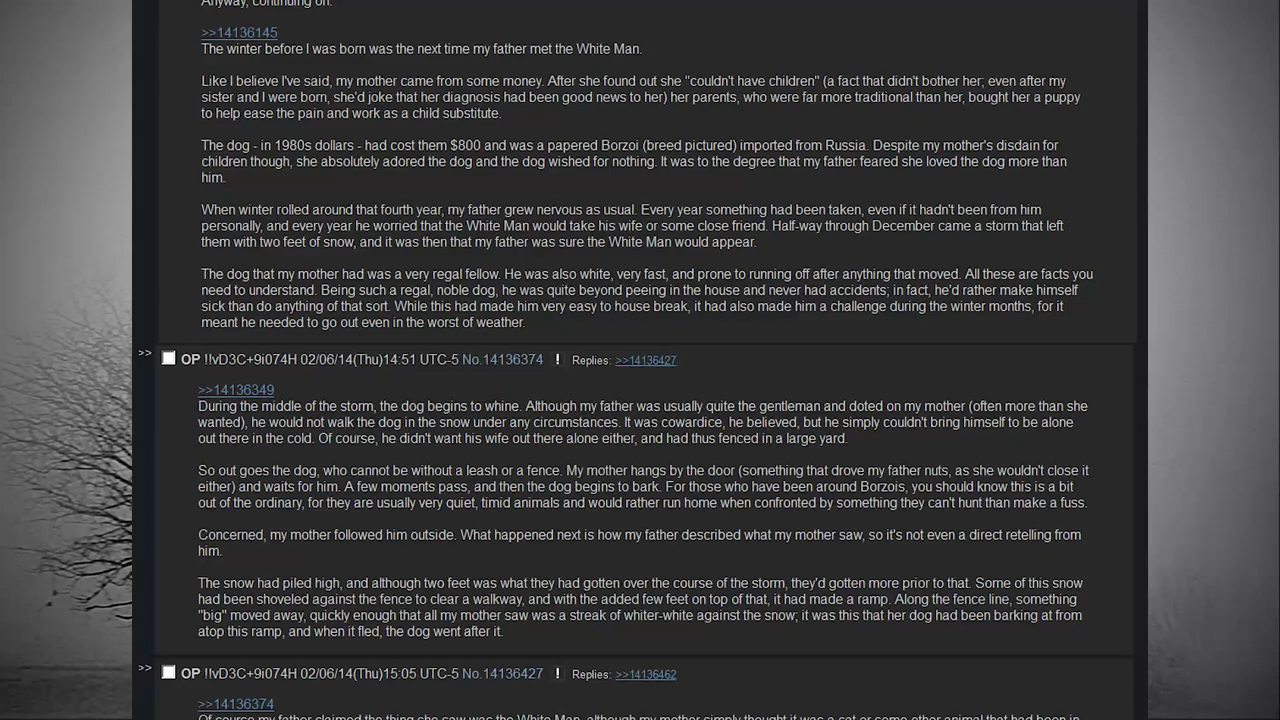 Anyway, continuing on.
>>14136145
The winter before I was born was the next time my father met the White Man.
Like I believe I've said, my mother came from some money. After she found out she "couldn't have children" (a fact that didn't bother her; even after my
sister and I were born, she'd joke that her diagnosis had been good news to her) her parents, who were far more traditional than her, bought her a puppy
to help ease the pain and work as a child substitute.
The dog - in 1980s dollars - had cost them $800 and was a papered Borzoi (breed pictured) imported from Russia. Despite my mother's disdain for
children though, she absolutely adored the dog and the dog wished for nothing. It was to the degree that my father feared she loved the dog more than
him.
When winter rolled around that fourth year, my father grew nervous as usual. Every year something had been taken, even if it hadn't been from him
personally, and every year he worried that the White Man would take his wife or some close friend. Half-way through December came a storm that left
them with two feet of snow, and it was then that my father was sure the White Man would appear.
The dog that my mother had was a very regal fellow. He was also white, very fast, and prone to running off after anything that moved. All these are facts you
need to understand. Being such a regal, noble dog, he was quite beyond peeing in the house and never had accidents; in fact, he'd rather make himself
sick than do anything of that sort. While this had made him very easy to house break, it had also made him a challenge during the winter months, for it
meant he needed to go out even in the worst of weather.
>> OP !!vD3C+9i074H 02/06/14(Thu)14:51 UTC-5 No.14136374 ! Replies: >>14136427
>>14136349
During the middle of the storm, the dog begins to whine. Although my father was usually quite the gentleman and doted on my mother (often more than she
wanted), he would not walk the dog in the snow under any circumstances. It was cowardice, he believed, but he simply couldn't bring himself to be alone
out there in the cold. Of course, he didn't want his wife out there alone either, and had thus fenced in a large yard.
So out goes the dog, who cannot be without a leash or a fence. My mother hangs by the door (something that drove my father nuts, as she wouldn't close it
either) and waits for him. A few moments pass, and then the dog begins to bark. For those who have been around Borzois, you should know this is a bit
out of the ordinary, for they are usually very quiet, timid animals and would rather run home when confronted by something they can't hunt than make a fuss.
Concerned, my mother followed him outside. What happened next is how my father described what my mother saw, so it's not even a direct retelling from
him.
The snow had piled high, and although two feet was what they had gotten over the course of the storm, they'd gotten more prior to that. Some of this snow
had been shoveled against the fence to clear a walkway, and with the added few feet on top of that, it had made a ramp. Along the fence line, something
"big" moved away, quickly enough that all my mother saw was a streak of whiter-white against the snow; it was this that her dog had been barking at from
atop this ramp, and when it fled, the dog went after it.
>> OP !!vD3C+9i074H 02/06/14(Thu)15:05 UTC-5 No.14136427 ! Replies: >>14136462
>>14136374
Of course my father claimed the thing she saw was the White Man, although my mother simply thought it was a cat or some other animal that had been in